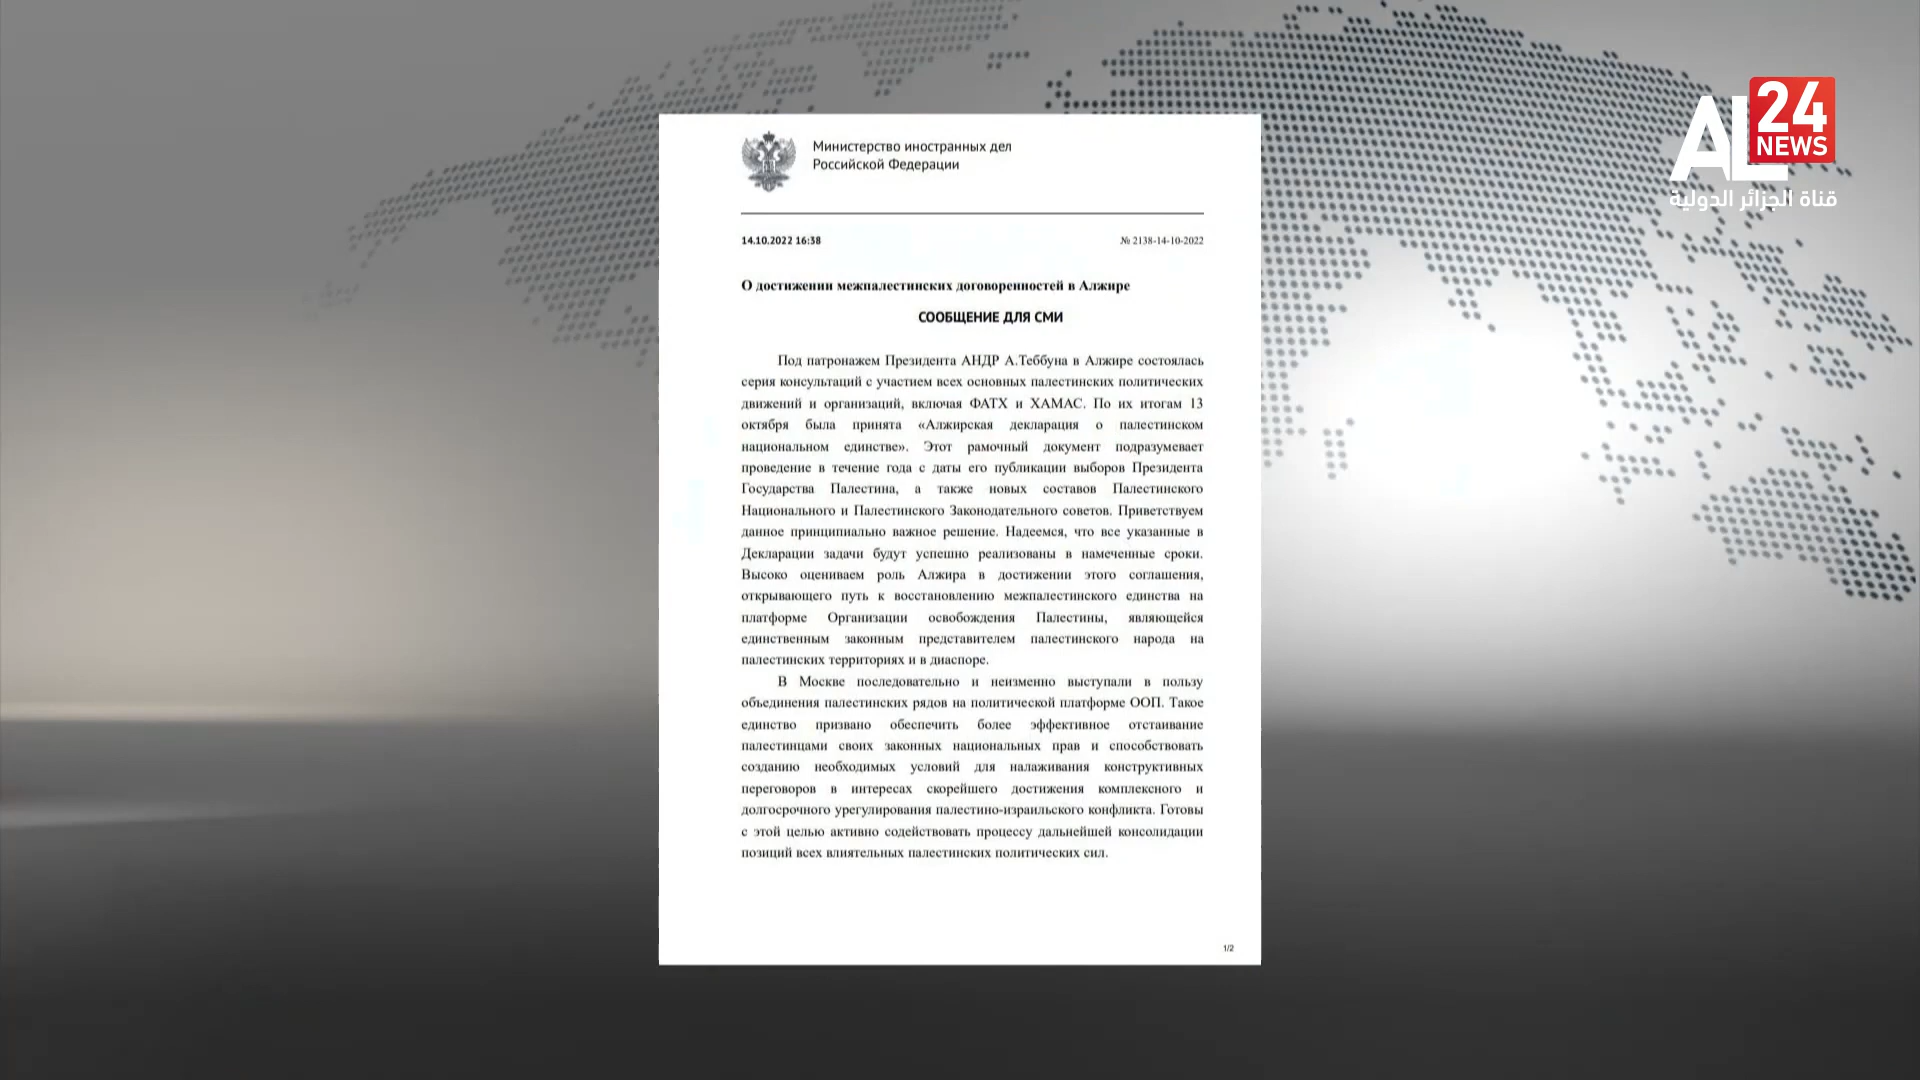 AL
24
NEWS
قناة الجزائر الدولية
Министерство иностранных дел
Российской Федерации
14.10.2022 16:38
№ 2138-14-10-2022
О достижении межпалестинских договоренностей в Алжире
СООБЩЕНИЕ ДЛЯ СМИ
Под патронажем Президента АНДР А.Теббуна в Алжире состоялась
серия консультаций с участием всех основных палестинских политических
движений и организаций, включая ФАТХ и ХАМАС. По их итогам 13
октября была принята «Алжирская декларация о палестинском
национальном единстве». Этот рамочный документ подразумевает
проведение в течение года с даты его публикации выборов Президента
Государства Палестина, а также новых составов Палестинского
Национального и Палестинского Законодательного советов. Приветствуем
данное принципиально важное решение. Надеемся, что все указанные в
Декларации задачи будут успешно реализованы в намеченные сроки.
Высоко оцениваем роль Алжира в достижении этого соглашения,
открывающего путь к восстановлению межпалестинского единства на
платформе Организации освобождения Палестины, являющейся
единственным законным представителем палестинского народа на
палестинских территориях и в диаспоре.
В Москве последовательно и неизменно выступали в пользу
объединения палестинских рядов на политической платформе ООП. Такое
единство призвано обеспечить более эффективное отстаивание
палестинцами своих законных национальных прав и способствовать
созданию необходимых условий для налаживания конструктивных
переговоров в интересах скорейшего достижения комплексного и
долгосрочного урегулирования палестино-израильского конфликта. Готовы
с этой целью активно содействовать процессу дальнейшей консолидации
позиций всех влиятельных палестинских политических сил.
1/2